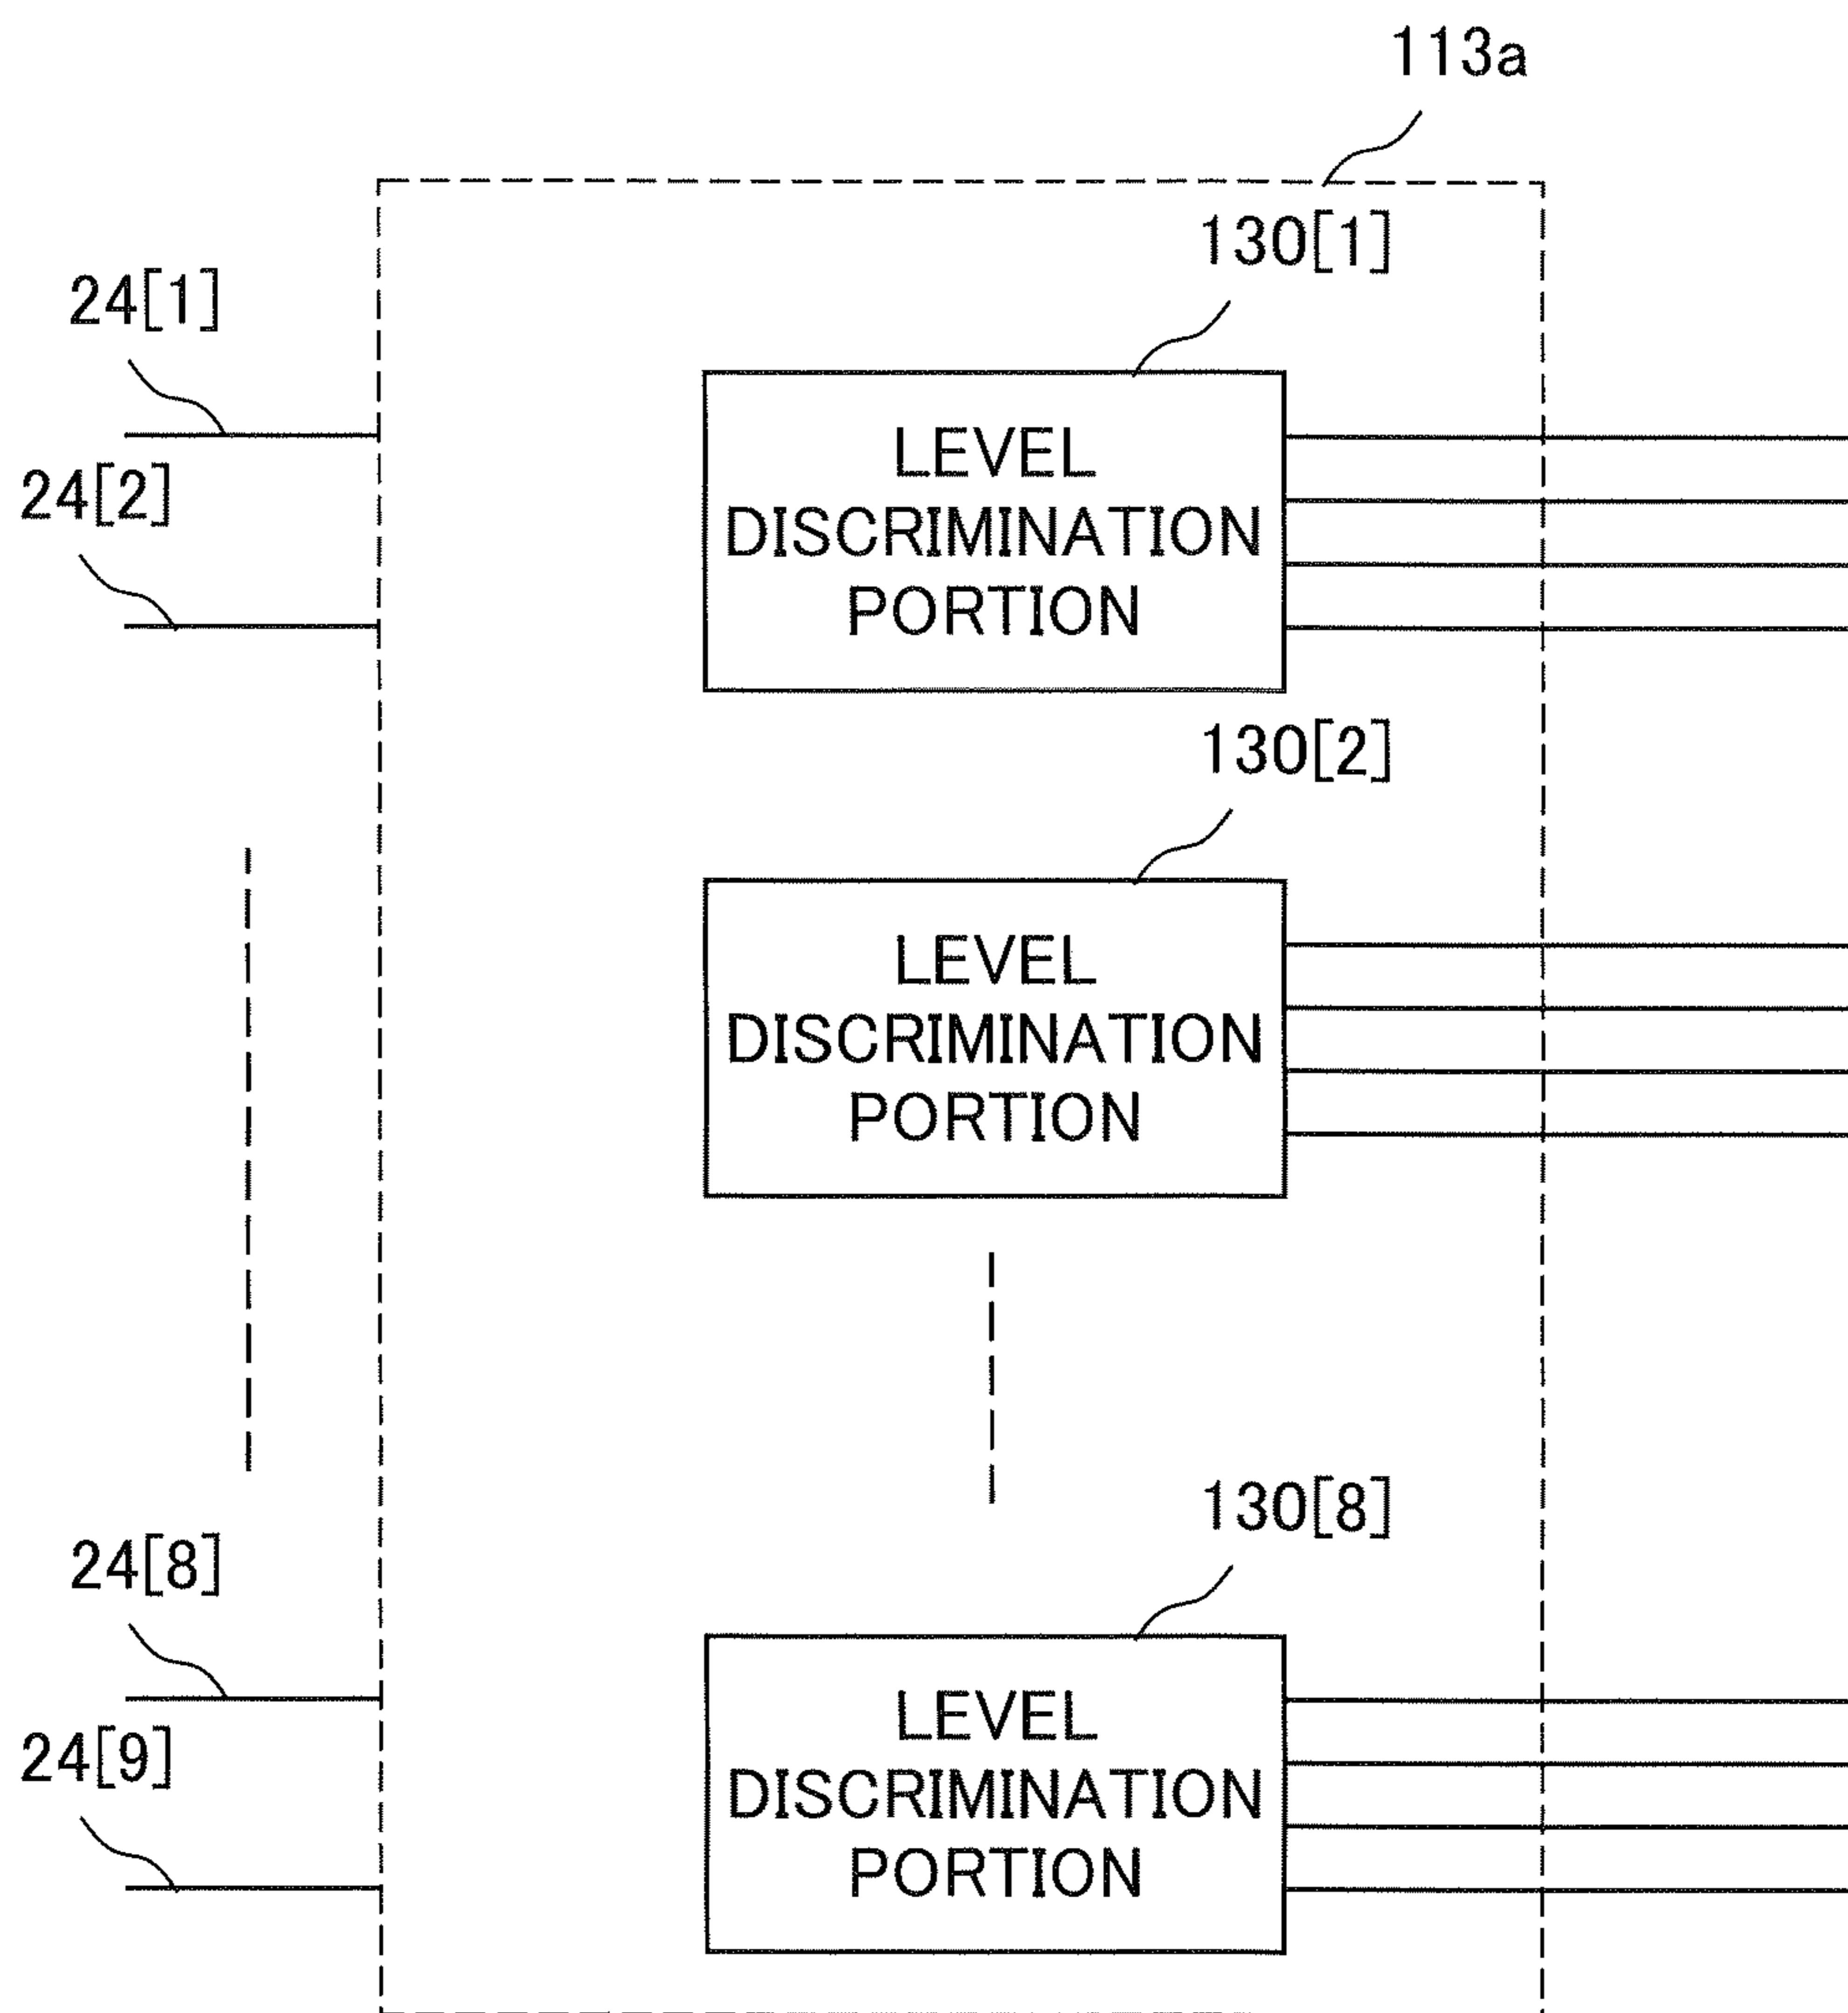 113a
130[1]
24[1]
LEVEL
DISCRIMINATION
PORTION
24[2]
130[2]
LEVEL
DISCRIMINATION
PORTION
130[8]
24[8]
LEVEL
DISCRIMINATION
PORTION
24[9]